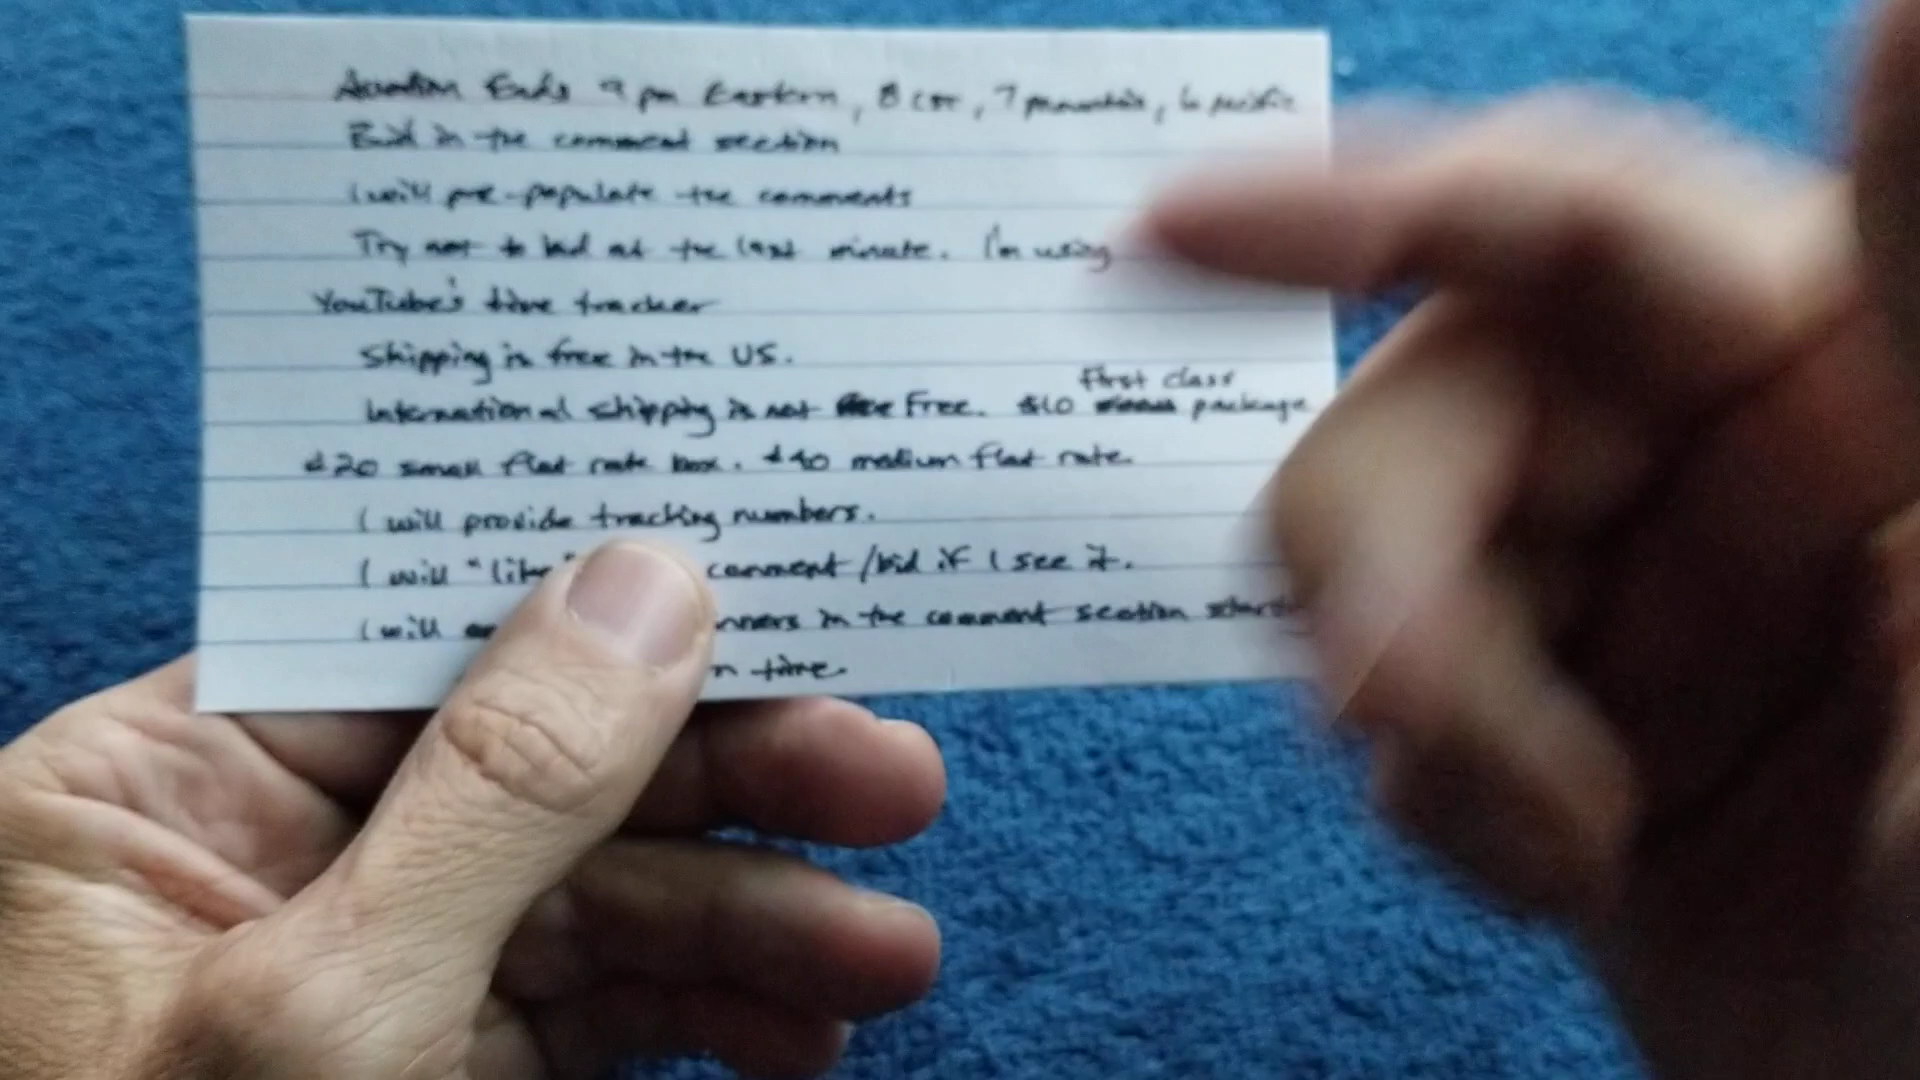 Auction Ends 9 pm Eastern, 8 CST, 7 mountain, 6 pacific
Bid in the comment section
I will pre-populate the comments
Try not to bid at the last minute. I'm using
YouTube's time tracker
Shipping is free in the US.
First class
International shipping is not Free. $10 package
$20 small flat rate box. $40 medium flat rate.
I will provide tracking numbers.
I will "like" comment/bid if I see it.
I will in the comment section
time.